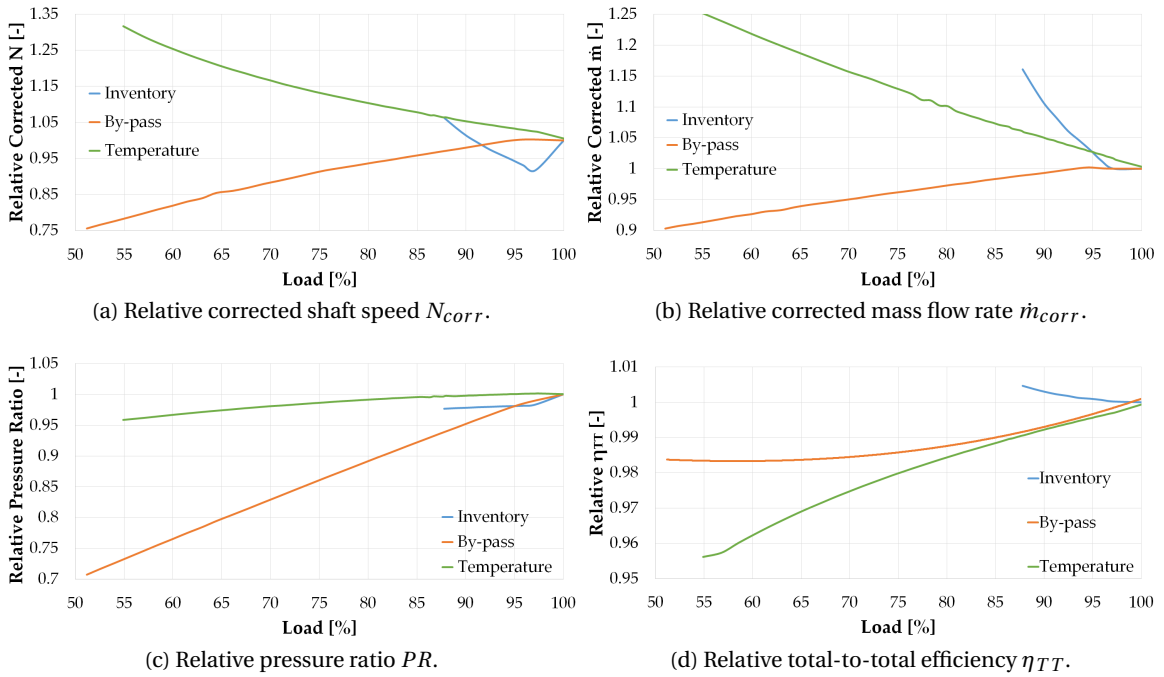 Relative Corrected N [-]
1.35
1.25
1.15
1.05
0.95
0.85
0.75
Inventory
By-pass
Temperature
50 55 60 65 70 75 80 85 90 95 100
Load [%]
(a) Relative corrected shaft speed N_corr.
Relative Corrected ṁ [-]
1.25
1.2
1.15
1.1
1.05
1
0.95
0.9
Inventory
By-pass
Temperature
50 55 60 65 70 75 80 85 90 95 100
Load [%]
(b) Relative corrected mass flow rate ṁ_corr.
Relative Pressure Ratio [-]
1.05
1
0.95
0.9
0.85
0.8
0.75
0.7
Inventory
By-pass
Temperature
50 55 60 65 70 75 80 85 90 95 100
Load [%]
(c) Relative pressure ratio PR.
Relative ηTT [-]
1.01
1
0.99
0.98
0.97
0.96
0.95
Inventory
By-pass
Temperature
50 55 60 65 70 75 80 85 90 95 100
Load [%]
(d) Relative total-to-total efficiency η_TT.